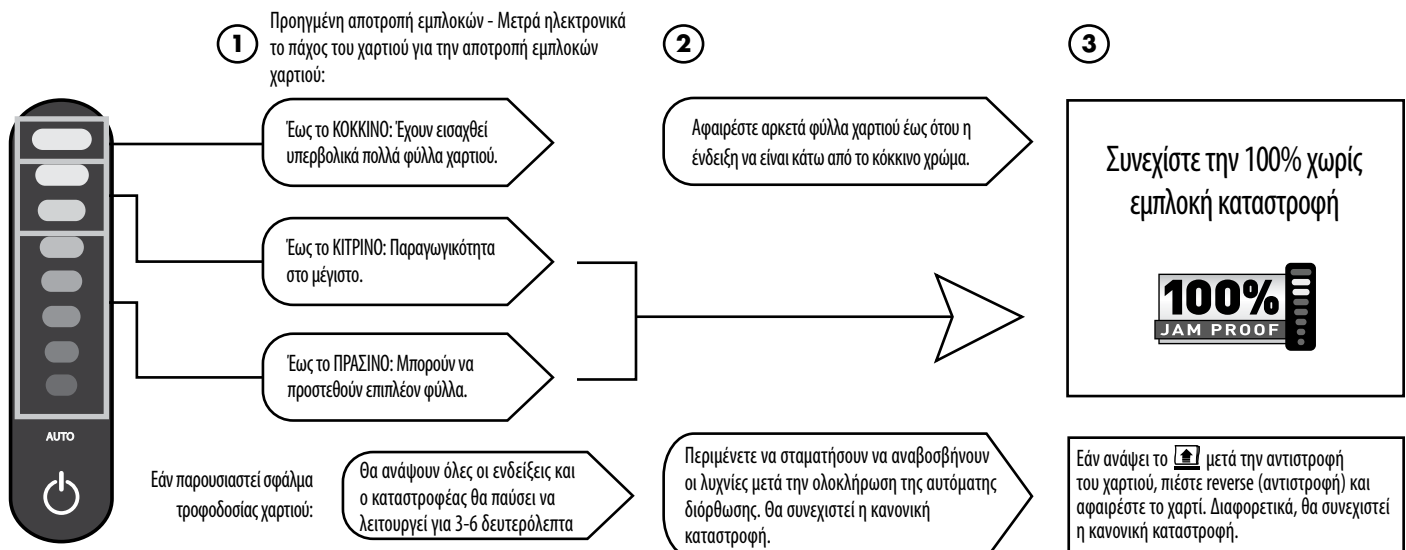 1
Προηγμένη αποτροπή εμπλοκών - Μετρά ηλεκτρονικά
το πάχος του χαρτιού για την αποτροπή εμπλοκών
χαρτιού:
2
3
Έως το ΚΟΚΚΙΝΟ: Έχουν εισαχθεί
υπερβολικά πολλά φύλλα χαρτιού.
Αφαιρέστε αρκετά φύλλα χαρτιού έως ότου η
ένδειξη να είναι κάτω από το κόκκινο χρώμα.
Συνεχίστε την 100% χωρίς
εμπλοκή καταστροφή
Έως το ΚΙΤΡΙΝΟ: Παραγωγικότητα
στο μέγιστο.
100%
JAM PROOF
Έως το ΠΡΑΣΙΝΟ: Μπορούν να
προστεθούν επιπλέον φύλλα.
AUTO
Εάν παρουσιαστεί σφάλμα
τροφοδοσίας χαρτιού:
Θα ανάψουν όλες οι ενδείξεις και
ο καταστροφέας θα παύσει να
λειτουργεί για 3-6 δευτερόλεπτα
Περιμένετε να σταματήσουν να αναβοσβήνουν
οι λυχνίες μετά την ολοκλήρωση της αυτόματης
διόρθωσης. Θα συνεχιστεί η κανονική
καταστροφή.
Εάν ανάψει το μετά την αντιστροφή
του χαρτιού, πιέστε reverse (αντιστροφή) και
αφαιρέστε το χαρτί. Διαφορετικά, θα συνεχιστεί
η κανονική καταστροφή.